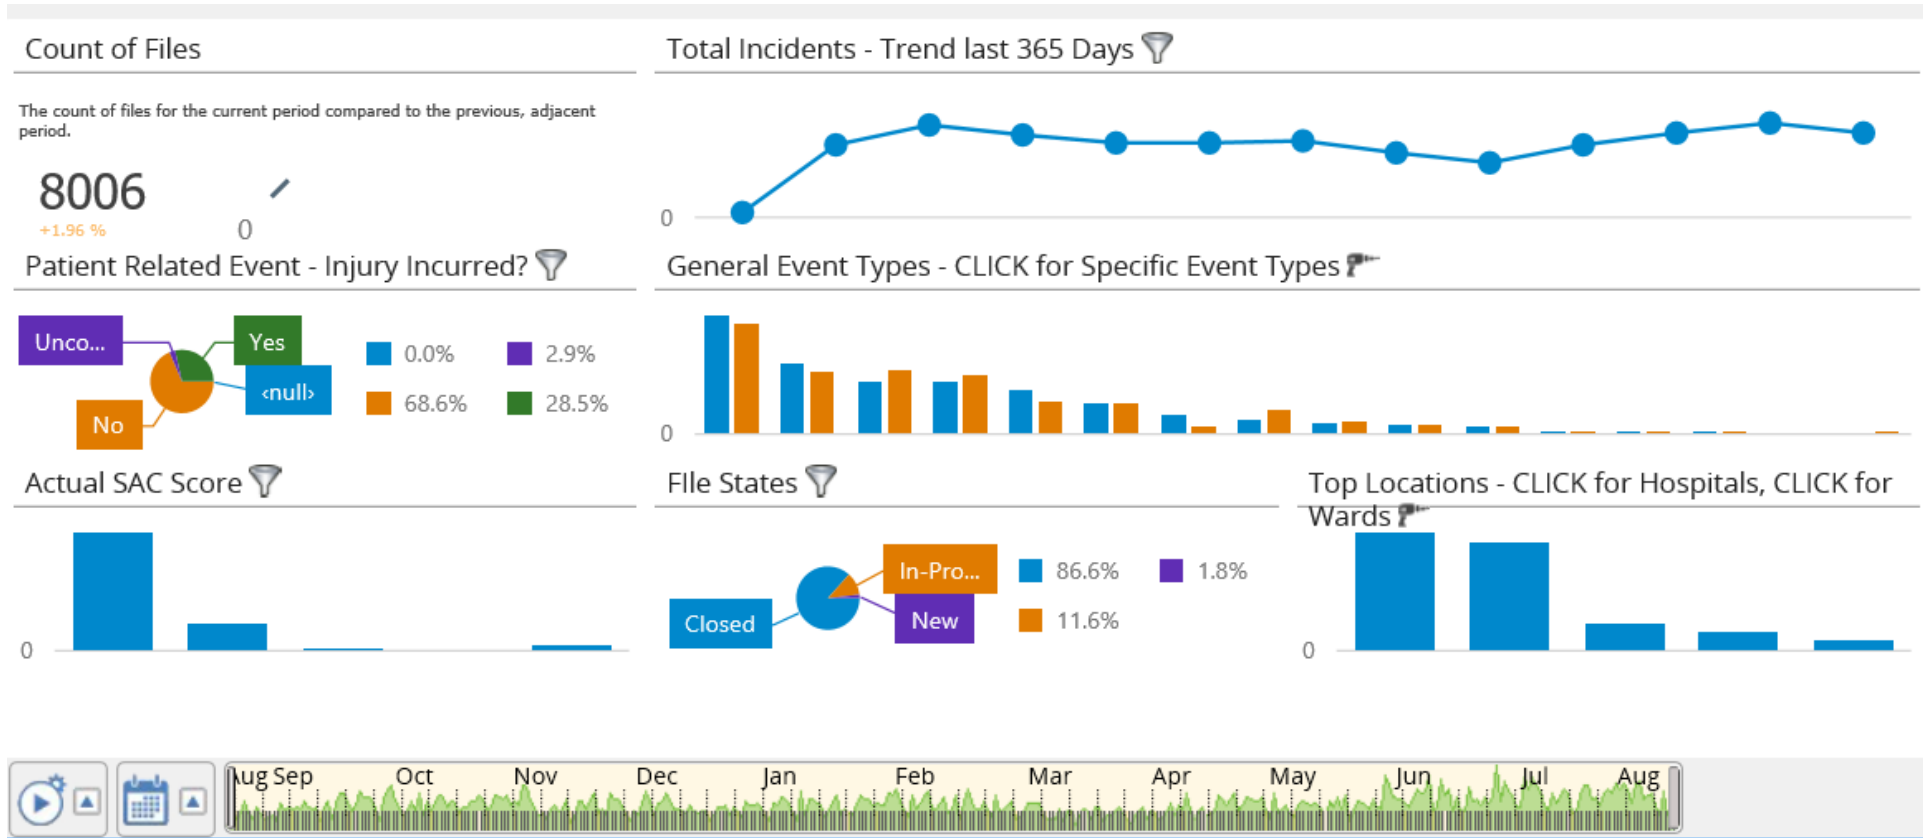 Count of Files
The count of files for the current period compared to the previous, adjacent
period.
8006
+1.96 %
0
Total Incidents - Trend last 365 Days
0
Patient Related Event - Injury Incurred?
Unco...
Yes
‹null›
No
0.0%
2.9%
68.6%
28.5%
General Event Types - CLICK for Specific Event Types
0
Actual SAC Score
0
FIle States
In-Pro...
New
Closed
86.6%
1.8%
11.6%
Top Locations - CLICK for Hospitals, CLICK for
Wards
0
Aug Sep Oct Nov Dec Jan Feb Mar Apr May Jun Jul Aug